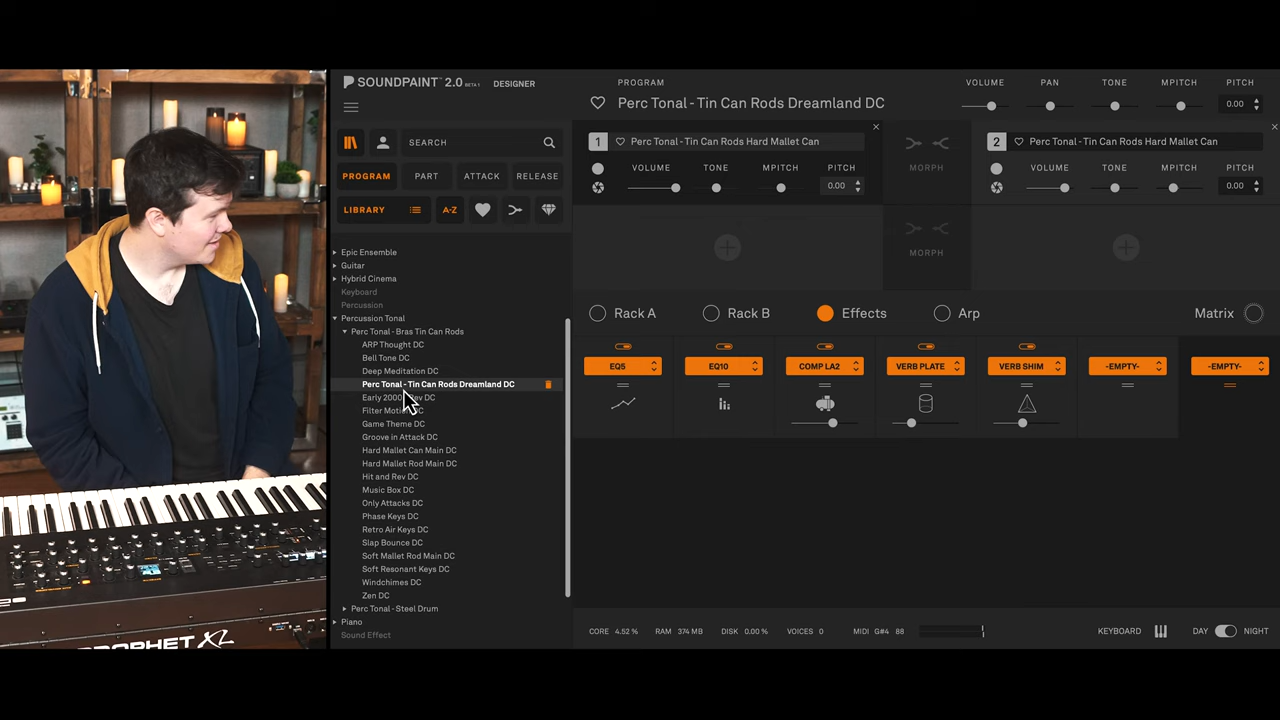 SOUNDPAINT™ 2.0 BETA 1 DESIGNER
PROGRAM
Perc Tonal - Tin Can Rods Dreamland DC
VOLUME PAN TONE MPITCH PITCH
0.00
SEARCH
PROGRAM PART ATTACK RELEASE
LIBRARY A-Z
Epic Ensemble
Guitar
Hybrid Cinema
Keyboard
Percussion
Percussion Tonal
Perc Tonal - Bras Tin Can Rods
ARP Thought DC
Bell Tone DC
Deep Meditation DC
Perc Tonal - Tin Can Rods Dreamland DC
Early 2000 ev DC
Filter Moti C
Game Theme DC
Groove in Attack DC
Hard Mallet Can Main DC
Hard Mallet Rod Main DC
Hit and Rev DC
Music Box DC
Only Attacks DC
Phase Keys DC
Retro Air Keys DC
Slap Bounce DC
Soft Mallet Rod Main DC
Soft Resonant Keys DC
Windchimes DC
Zen DC
Perc Tonal - Steel Drum
Piano
Sound Effect
1 Perc Tonal - Tin Can Rods Hard Mallet Can
VOLUME TONE MPITCH PITCH
0.00
MORPH
2 Perc Tonal - Tin Can Rods Hard Mallet Can
VOLUME TONE MPITCH PITCH
0.00
MORPH
Rack A Rack B Effects Arp Matrix
EQ5 EQ10 COMP LA2 VERB PLATE VERB SHIM -EMPTY- -EMPTY-
CORE 4.52 % RAM 374 MB DISK 0.00 % VOICES 0 MIDI G#4 88
KEYBOARD DAY NIGHT
PROPHET XL